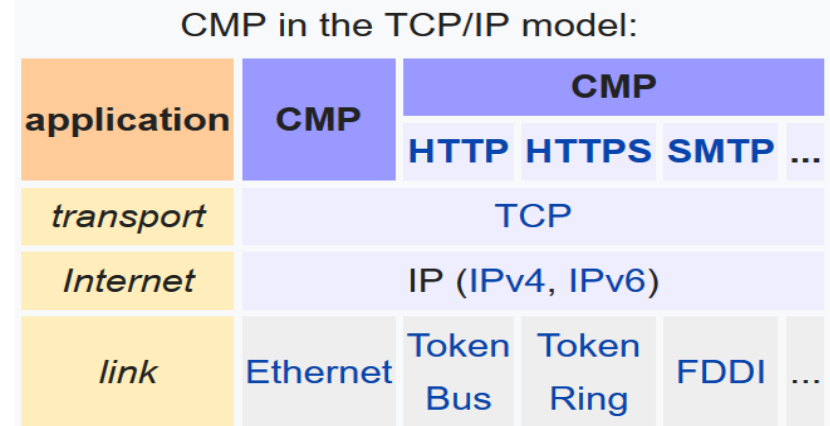 CMP in the TCP/IP model:
application CMP CMP
HTTP HTTPS SMTP ...
transport TCP
Internet IP (IPv4, IPv6)
link Ethernet Token Bus Token Ring FDDI ...